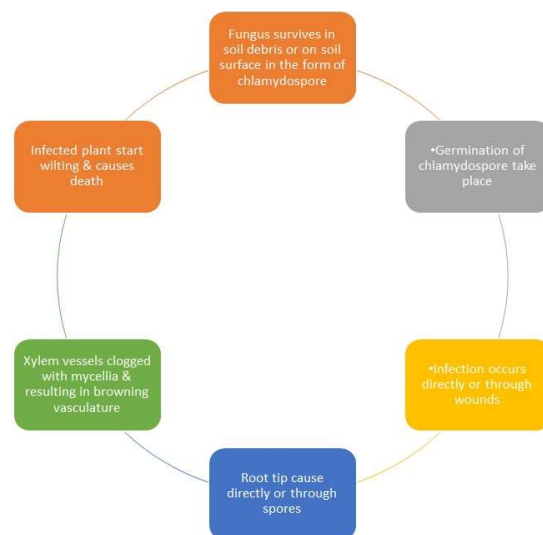 Fungus survives in
soil debris or on soil
surface in the form of
chlamydospore
•Germination of
chlamydospore take
place
•Infection occurs
directly or through
wounds
Root tip cause
directly or through
spores
Xylem vessels clogged
with mycellia &
resulting in browning
vasculature
Infected plant start
wilting & causes
death